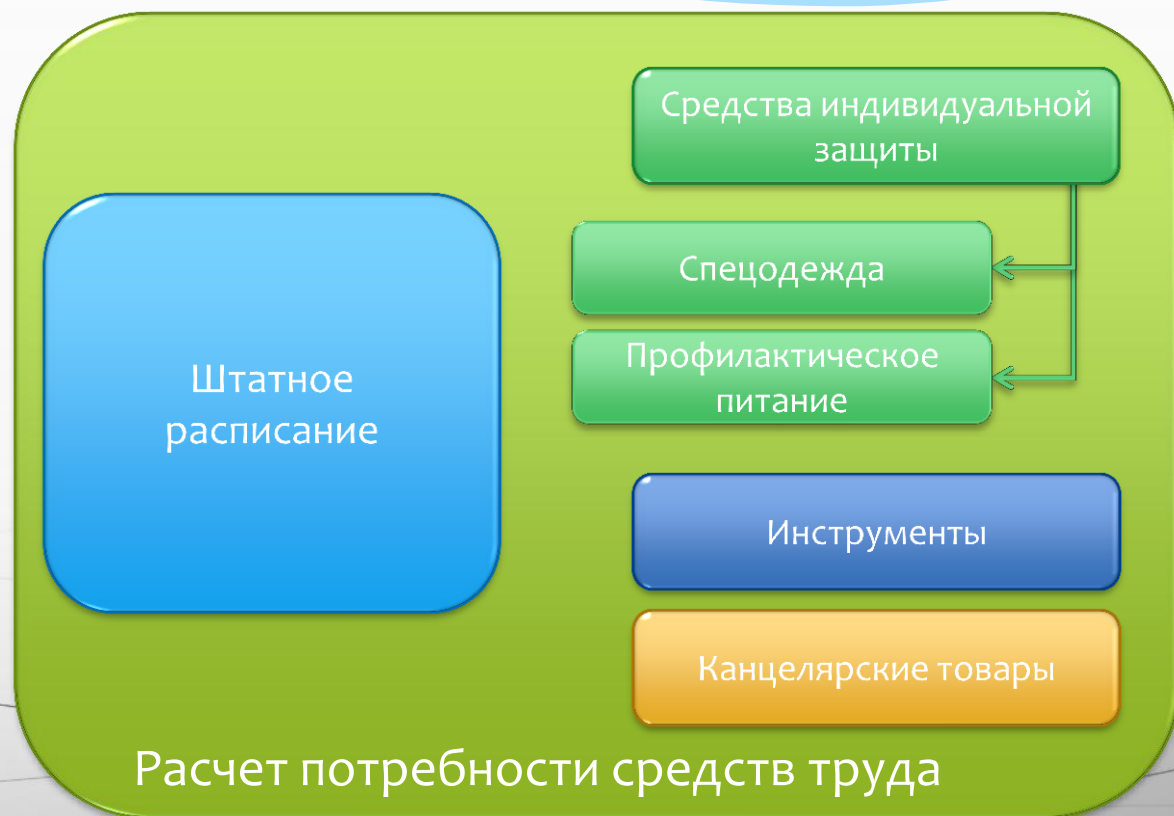 Средства индивидуальной
защиты
Спецодежда
Профилактическое
питание
Штатное
расписание
Инструменты
Канцелярские товары
Расчет потребности средств труда